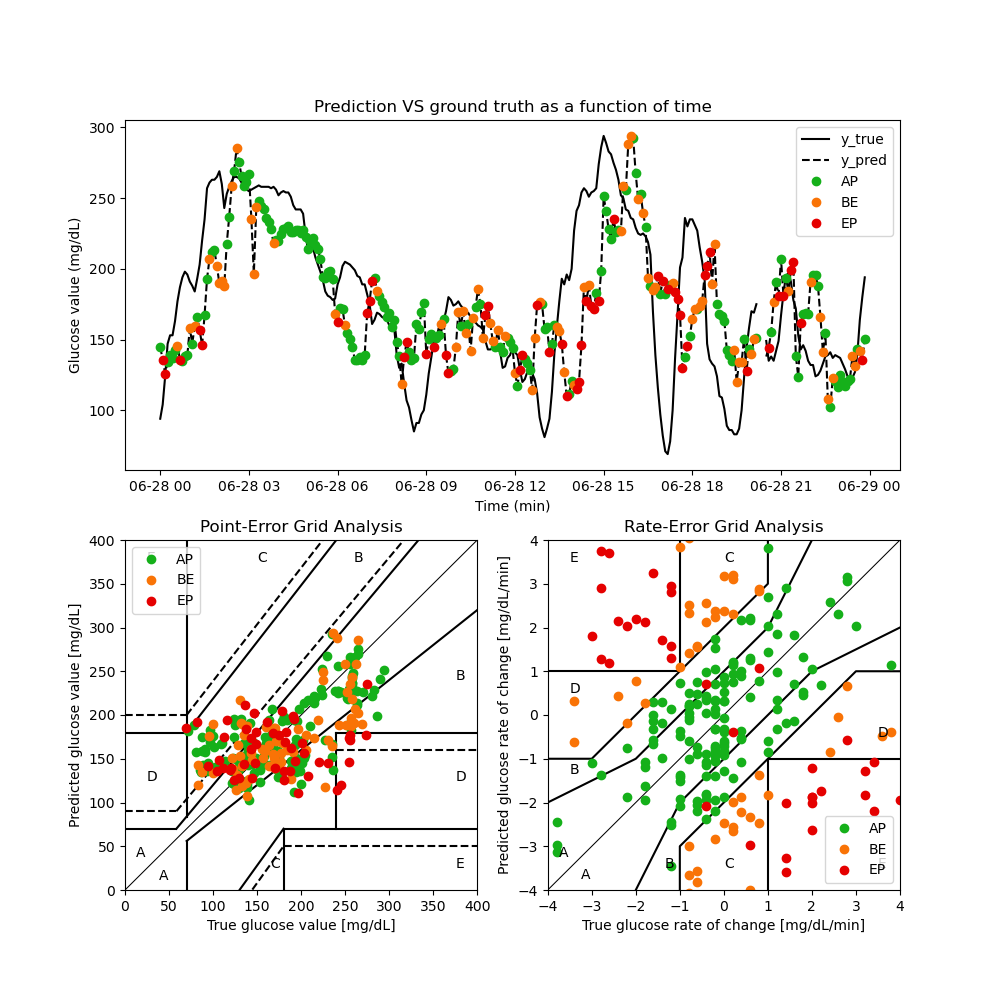 Prediction VS ground truth as a function of time
Glucose value (mg/dL)
300
250
200
150
100
y_true
y_pred
AP
BE
EP
06-28 00 06-28 03 06-28 06 06-28 09 06-28 12 06-28 15 06-28 18 06-28 21 06-29 00
Time (min)
Point-Error Grid Analysis
Predicted glucose value [mg/dL]
400
350
300
250
200
150
100
50
0
AP
BE
EP
C
B
B
D
D
A
A
C
E
0 50 100 150 200 250 300 350 400
True glucose value [mg/dL]
Rate-Error Grid Analysis
Predicted glucose rate of change [mg/dL/min]
4
3
2
1
0
−1
−2
−3
−4
E
C
D
D
B
A
A
B
C
AP
BE
EP
−4 −3 −2 −1 0 1 2 3 4
True glucose rate of change [mg/dL/min]